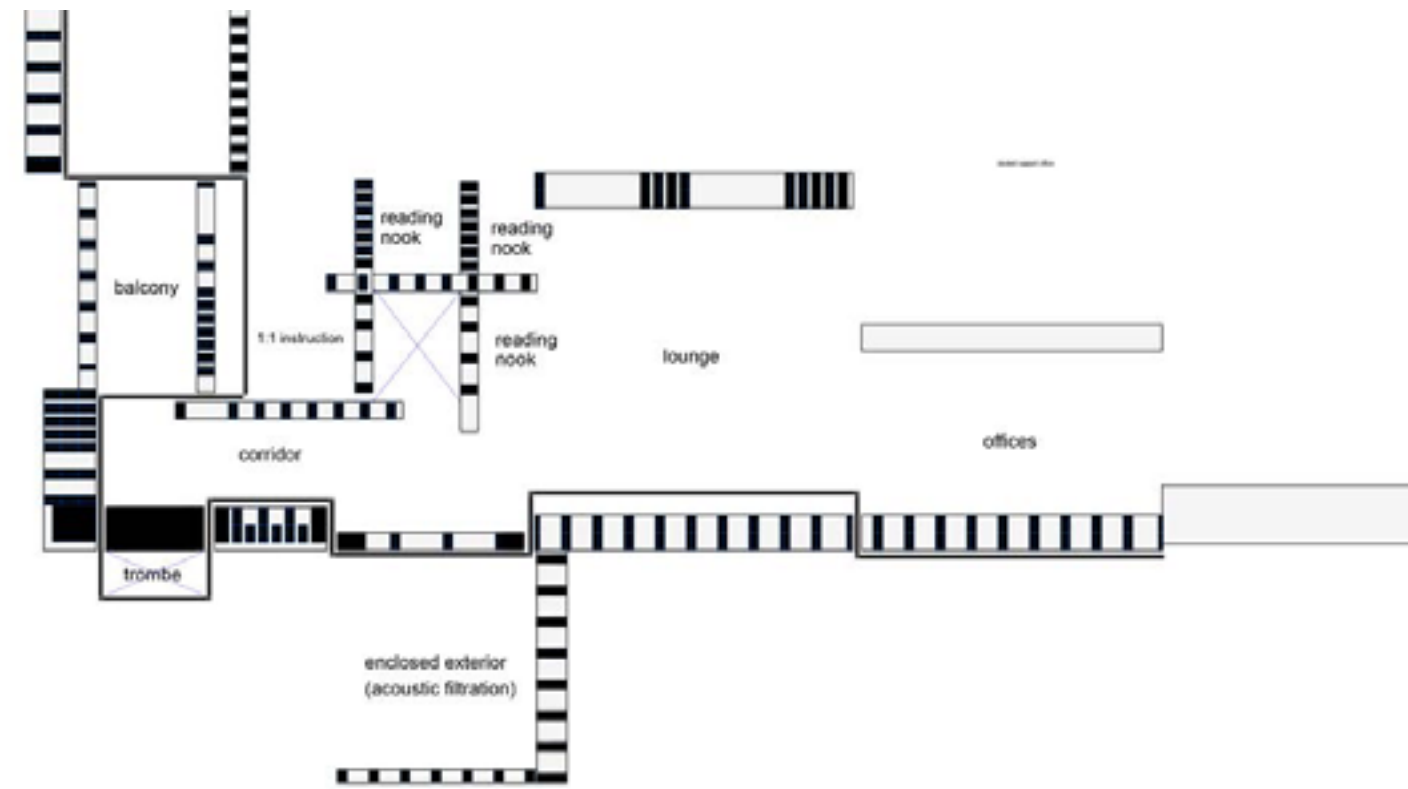 reading
nook
reading
nook
balcony
1:1 instruction
reading
nook
lounge
offices
corridor
trombe
enclosed exterior
(acoustic filtration)